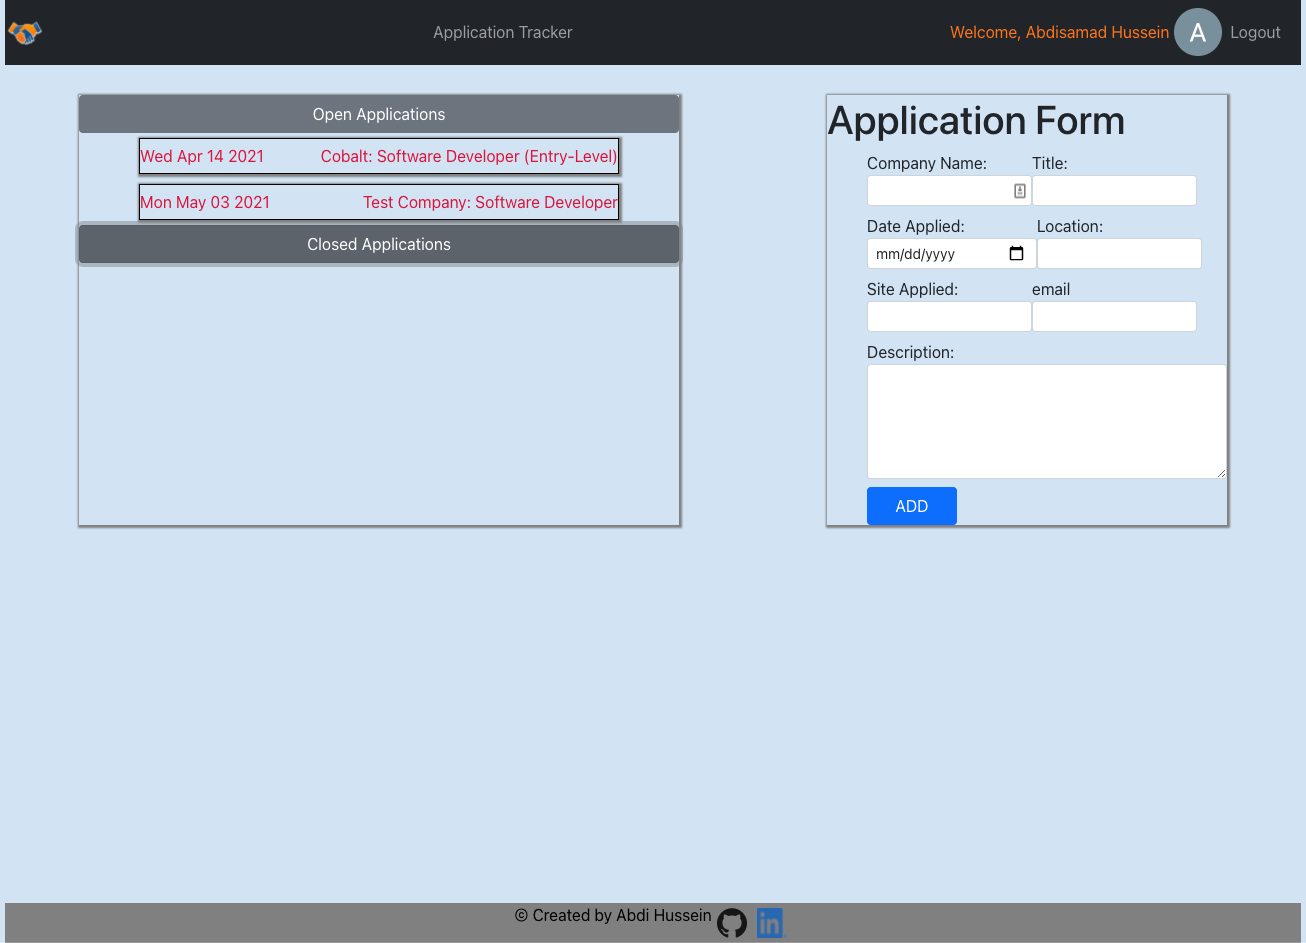 Application Tracker
Welcome, Abdisamad Hussein A Logout
Open Applications
Wed Apr 14 2021 Cobalt: Software Developer (Entry-Level)
Mon May 03 2021 Test Company: Software Developer
Closed Applications
Application Form
Company Name: Title:
Date Applied: Location:
mm/dd/yyyy
Site Applied: email
Description:
ADD
© Created by Abdi Hussein in